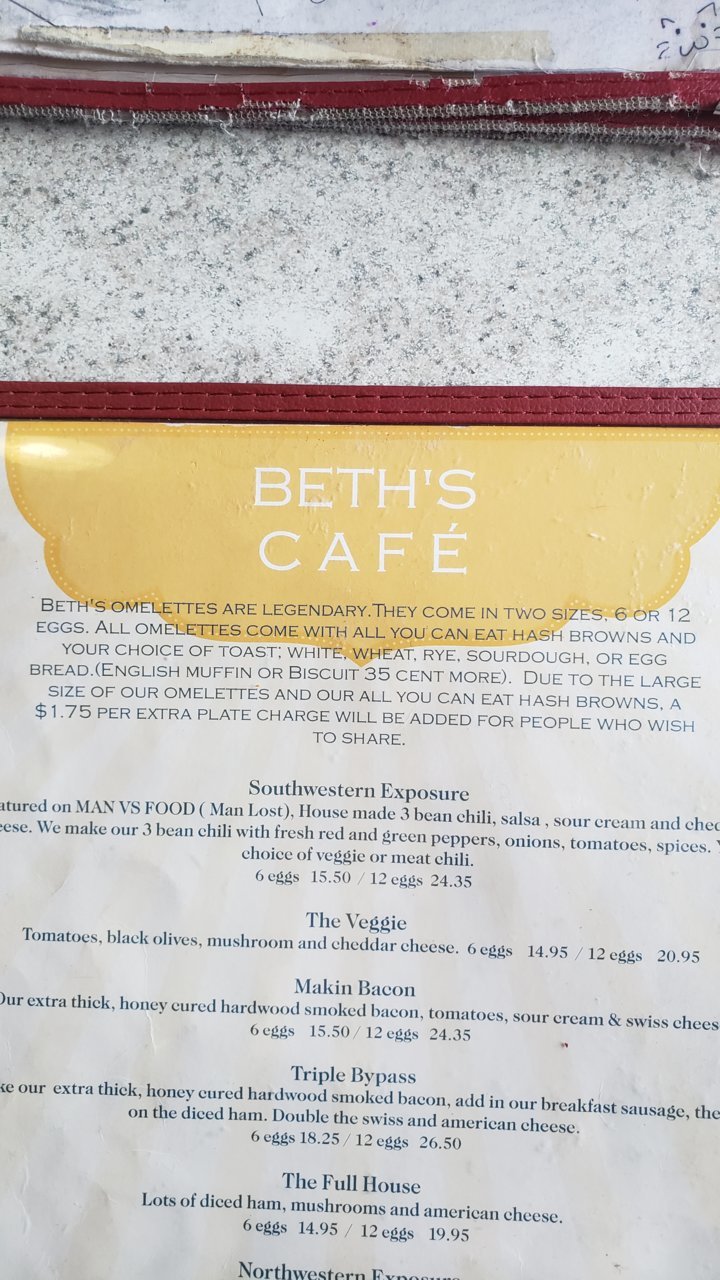 BETH'S
CAFÉ
BETH'S OMELETTES ARE LEGENDARY.THEY COME IN TWO SIZES, 6 OR 12
EGGS. ALL OMELETTES COME WITH ALL YOU CAN EAT HASH BROWNS AND
YOUR CHOICE OF TOAST; WHITE, WHEAT, RYE, SOURDOUGH, OR EGG
BREAD.(ENGLISH MUFFIN OR BISCUIT 35 CENT MORE). DUE TO THE LARGE
SIZE OF OUR OMELETTES AND OUR ALL YOU CAN EAT HASH BROWNS, A
$1.75 PER EXTRA PLATE CHARGE WILL BE ADDED FOR PEOPLE WHO WISH
TO SHARE.
Southwestern Exposure
on MAN VS FOOD ( Man Lost), House made 3 bean chili, salsa , sour cream and
We make our 3 bean chili with fresh red and green peppers, onions, tomatoes, spices.
choice of veggie or meat chili.
6 eggs 15.50 / 12 eggs 24.35
The Veggie
Tomatoes, black olives, mushroom and cheddar cheese. 6 eggs 14.95 / 12 eggs 20.95
Makin Bacon
Our extra thick, honey cured hardwood smoked bacon, tomatoes, sour cream & swiss
6 eggs 15.50 / 12 eggs 24.35
Triple Bypass
our extra thick, honey cured hardwood smoked bacon, add in our breakfast sausage,
on the diced ham. Double the swiss and american cheese.
6 eggs 18.25 / 12 eggs 26.50
The Full House
Lots of diced ham, mushrooms and american cheese.
6 eggs 14.95 / 12 eggs 19.95
Northwestern